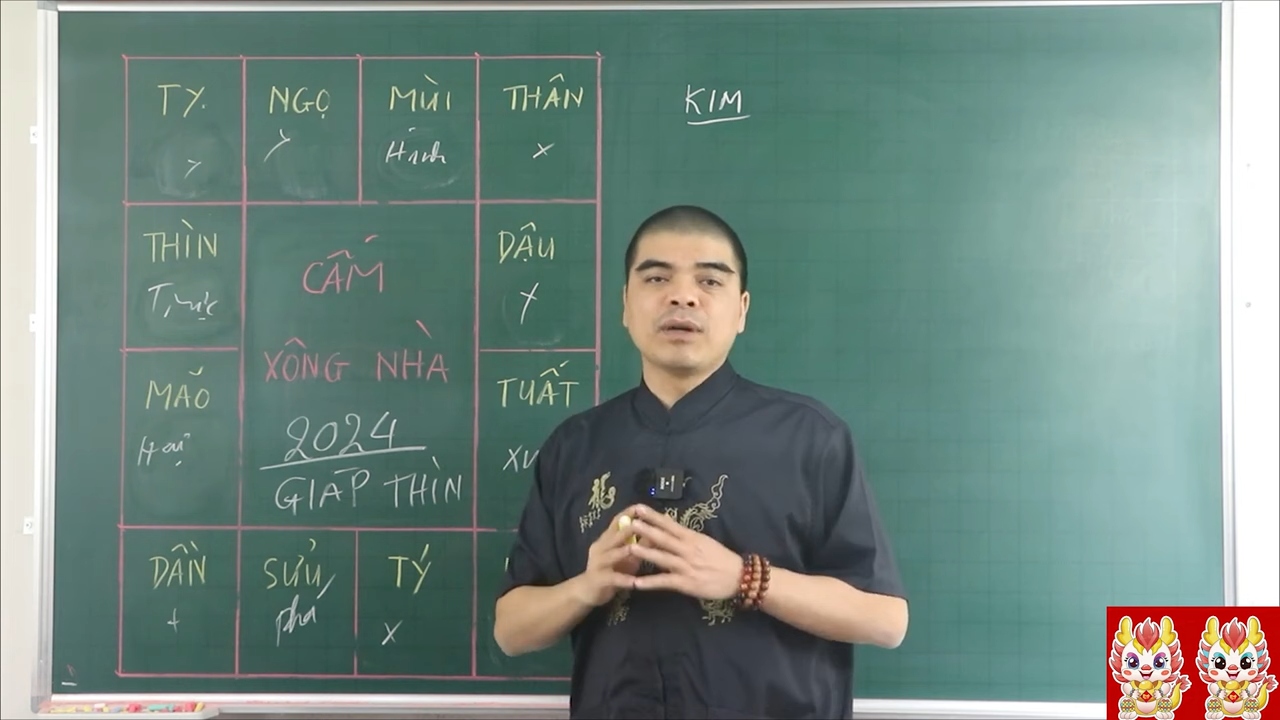 TỴ
NGỌ
MÙI
THÂN
KIM
Hình
x
THÌN
CẤM
DẬU
XÔNG NHÀ
MÃO
TUẤT
Hại
2024
GIÁP THÌN
DẦN
SỬU
TÝ
phá
x